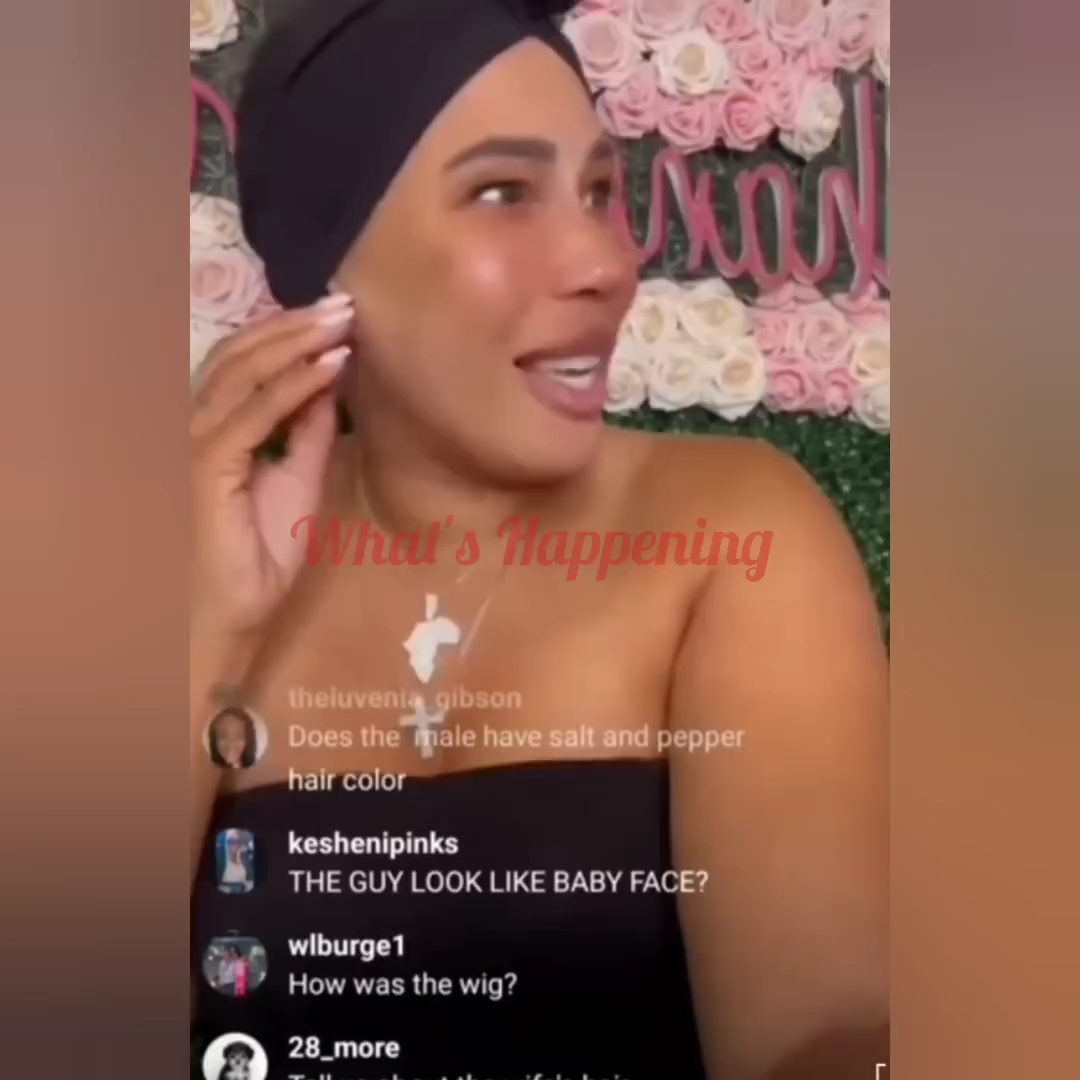 What's Happening
theluvenia_gibson
Does the male have salt and pepper
hair color
keshenipinks
THE GUY LOOK LIKE BABY FACE?
wlburge1
How was the wig?
28_more